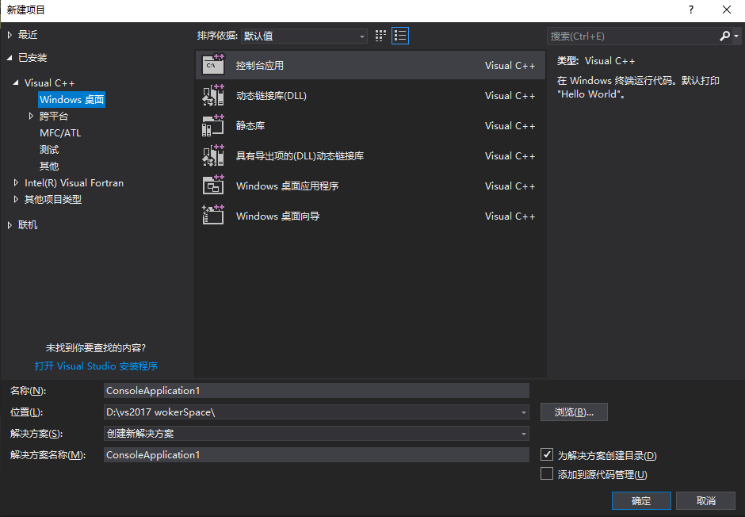 新建项目
? ×
最近
已安装
Visual C++
Windows 桌面
跨平台
MFC/ATL
测试
其他
Intel(R) Visual Fortran
其他项目类型
联机
未找到你要查找的内容?
打开 Visual Studio 安装程序
排序依据: 默认值
控制台应用 Visual C++
动态链接库(DLL) Visual C++
静态库 Visual C++
具有导出项的(DLL)动态链接库 Visual C++
Windows 桌面应用程序 Visual C++
Windows 桌面向导 Visual C++
搜索(Ctrl+E)
类型: Visual C++
在 Windows 终端运行代码。默认打印
"Hello World"。
名称(N): ConsoleApplication1
位置(L): D:\vs2017 wokerSpace\ 浏览(B)...
解决方案(S): 创建新解决方案
解决方案名称(M): ConsoleApplication1
为解决方案创建目录(D)
添加到源代码管理(U)
确定 取消